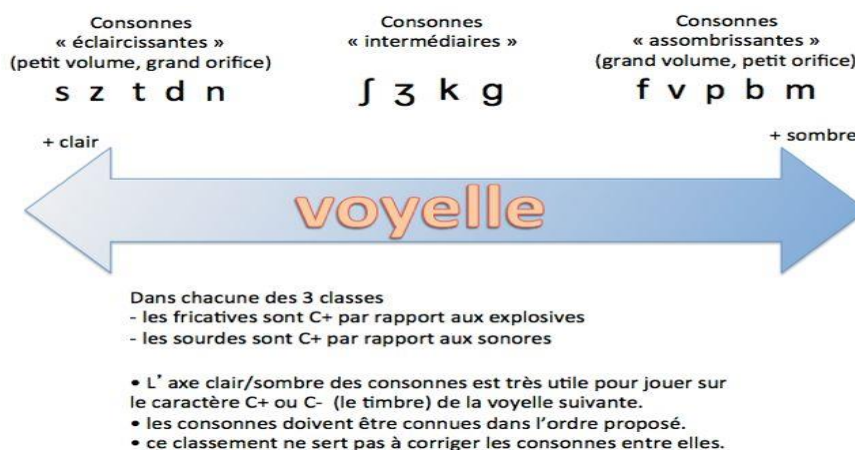 Consonnes
« éclaircissantes »
(petit volume, grand orifice)
s z t d n
Consonnes
« intermédiaires »
ʃ ʒ k g
Consonnes
« assombrissantes »
(grand volume, petit orifice)
f v p b m
+ clair
+ sombre
voyelle
Dans chacune des 3 classes
- les fricatives sont C+ par rapport aux explosives
- les sourdes sont C+ par rapport aux sonores
• L’ axe clair/sombre des consonnes est très utile pour jouer sur
le caractère C+ ou C- (le timbre) de la voyelle suivante.
• les consonnes doivent être connues dans l’ordre proposé.
• ce classement ne sert pas à corriger les consonnes entre elles.